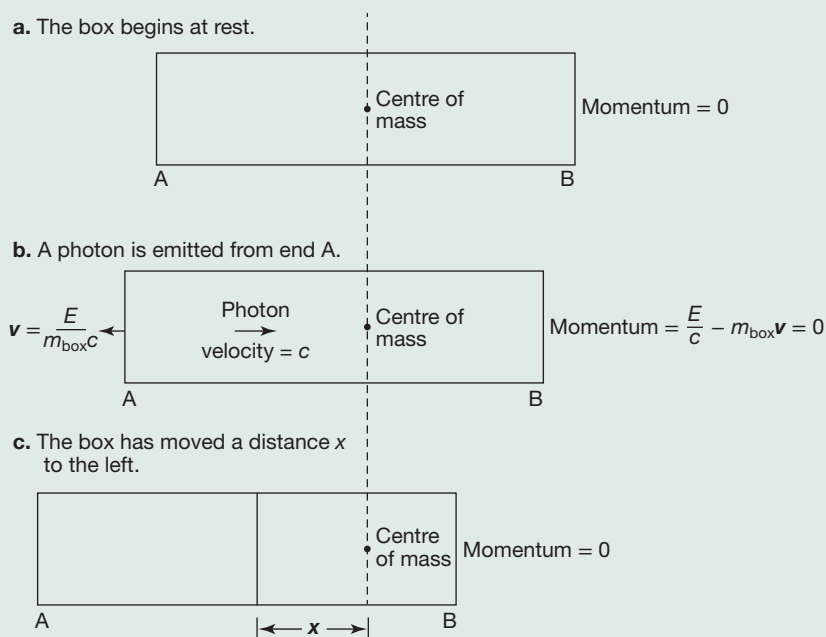 a. The box begins at rest.
Centre of
mass
Momentum = 0
A
B
b. A photon is emitted from end A.
v = E/(m_box c)
Photon
velocity = c
Centre of
mass
Momentum = E/c – m_box v = 0
A
B
c. The box has moved a distance x
to the left.
Centre
of mass
Momentum = 0
A
x
B